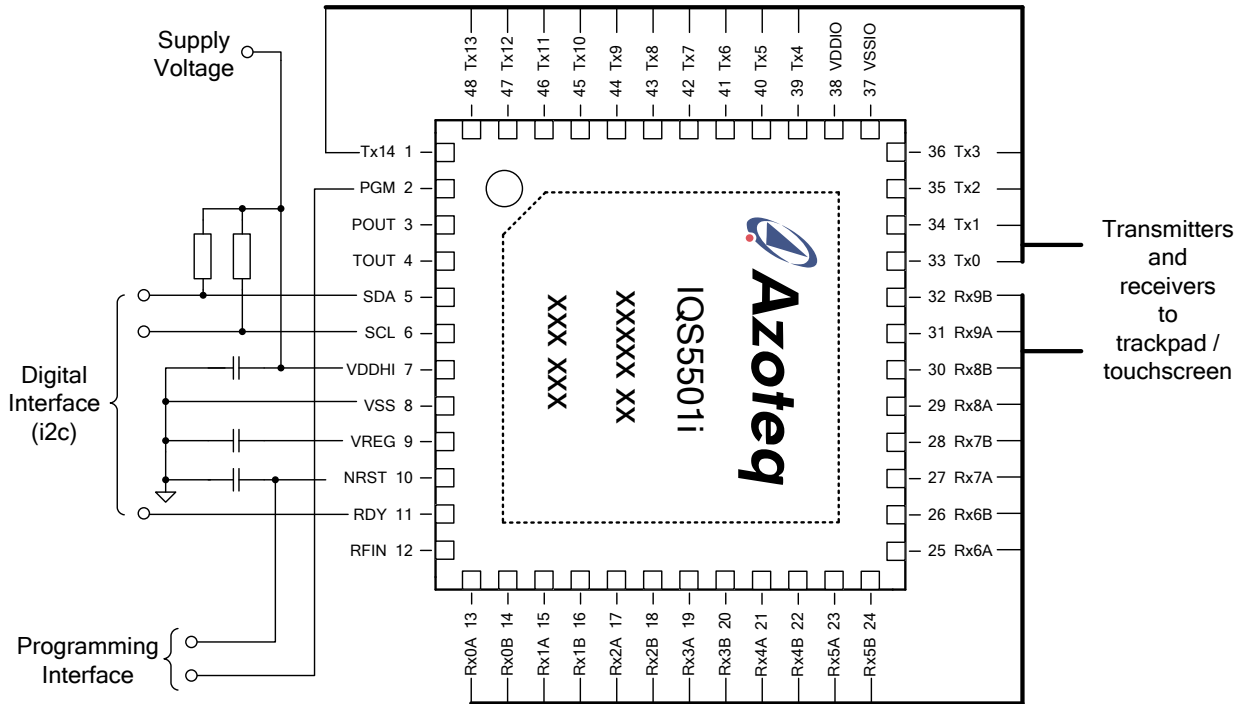 Supply
Voltage
48 Tx13
47 Tx12
46 Tx11
45 Tx10
44 Tx9
43 Tx8
42 Tx7
41 Tx6
40 Tx5
39 Tx4
38 VDDIO
37 VSSIO
Tx14 1
PGM 2
POUT 3
TOUT 4
SDA 5
SCL 6
VDDHI 7
VSS 8
VREG 9
NRST 10
RDY 11
RFIN 12
Digital
Interface
(i2c)
Programming
Interface
Azoteq
IQS5501i
xxxxx xx
xxx xxx
36 Tx3
35 Tx2
34 Tx1
33 Tx0
32 Rx9B
31 Rx9A
30 Rx8B
29 Rx8A
28 Rx7B
27 Rx7A
26 Rx6B
25 Rx6A
Transmitters
and
receivers
to
trackpad /
touchscreen
Rx0A 13
Rx0B 14
Rx1A 15
Rx1B 16
Rx2A 17
Rx2B 18
Rx3A 19
Rx3B 20
Rx4A 21
Rx4B 22
Rx5A 23
Rx5B 24